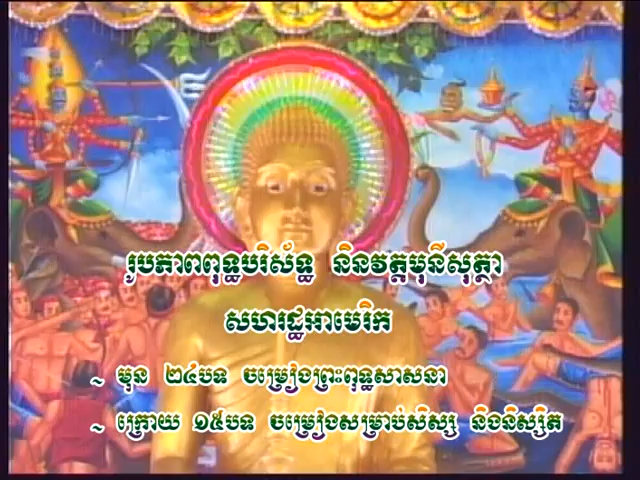 រូបភាពពុទ្ធបរិស័ទ្ធ និនវត្តមុនីសុត្ថា
សហរដ្ឋអាមេរិក
~ មុន ២៤បទ ចម្រៀងព្រះពុទ្ធសាសនា
~ ក្រោយ ១៥បទ ចម្រៀងសម្រាប់សិស្ស និងនិស្សិត